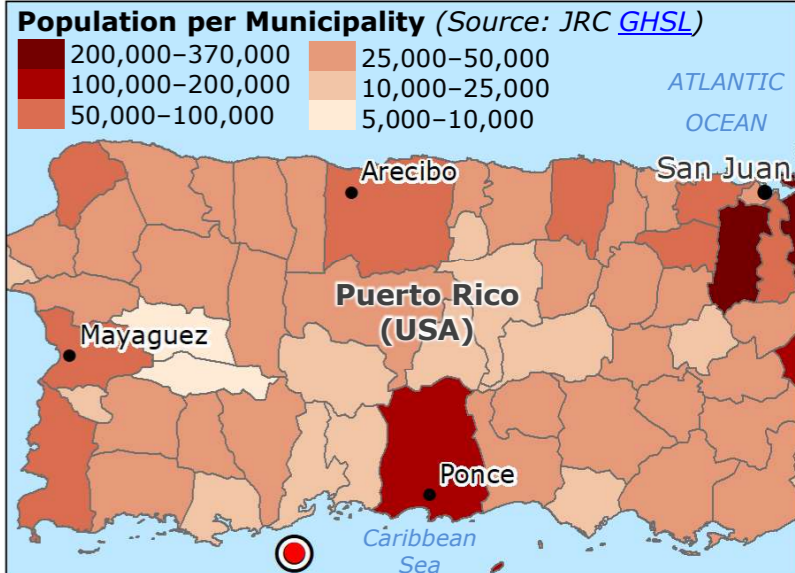 Population per Municipality (Source: JRC GHSL)
200,000–370,000
100,000–200,000
50,000–100,000
25,000–50,000
10,000–25,000
5,000–10,000
ATLANTIC
OCEAN
Arecibo
San Juan
Puerto Rico
(USA)
Mayaguez
Ponce
Caribbean
Sea